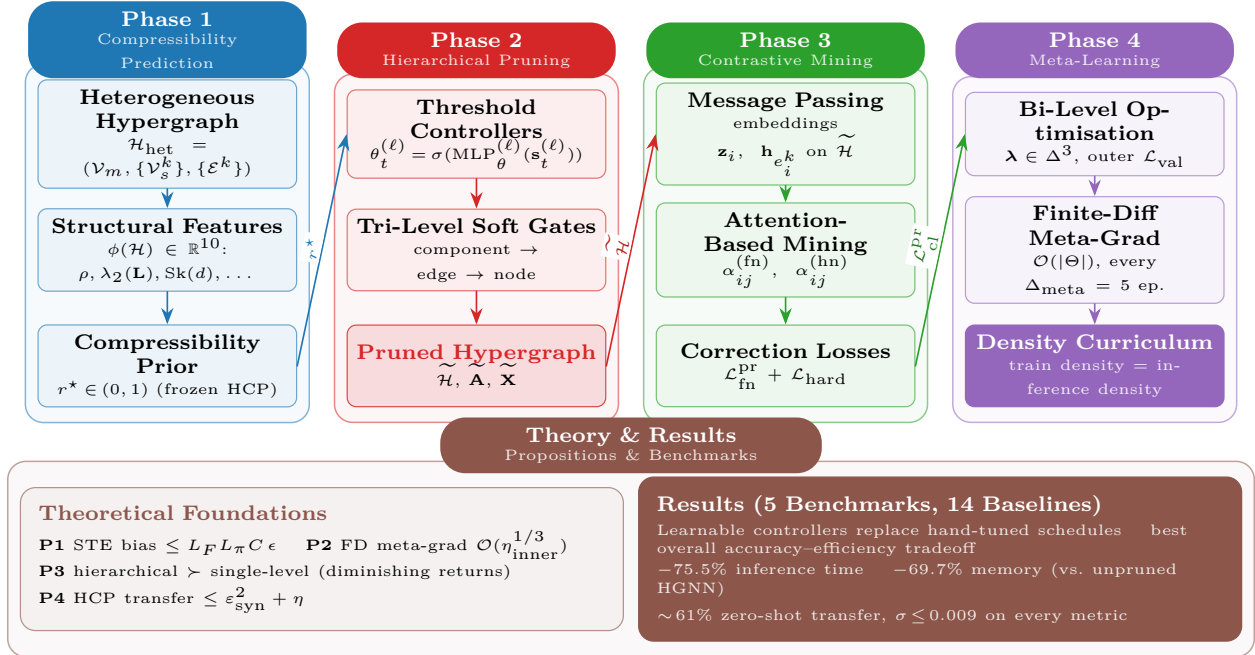 Phase 1
Compressibility
Prediction
Heterogeneous
Hypergraph
ℋ_het =
(𝒱_m, {𝒱_s^k}, {ℰ^k})
Structural Features
ϕ(ℋ) ∈ ℝ^10:
ρ, λ_2(𝐋), Sk(d), …
Compressibility
Prior
r^⋆ ∈ (0, 1) (frozen HCP)
r^⋆
Phase 2
Hierarchical Pruning
Threshold
Controllers
θ_t^(ℓ) = σ(MLP_θ^(ℓ)(𝐬_t^(ℓ)))
Tri-Level Soft Gates
component →
edge → node
Pruned Hypergraph
ℋ̃, 𝐀̃, 𝐗̃
ℋ̃
Phase 3
Contrastive Mining
Message Passing
embeddings
𝐳_i, 𝐡_{e_i^k} on ℋ̃
Attention-
Based Mining
α_ij^(fn), α_ij^(hn)
Correction Losses
ℒ_fn^pr + ℒ_hard
ℒ_cl^pr
Phase 4
Meta-Learning
Bi-Level Op-
timisation
𝝀 ∈ Δ^3, outer ℒ_val
Finite-Diff
Meta-Grad
𝒪(|Θ|), every
Δ_meta = 5 ep.
Density Curriculum
train density = in-
ference density
Theory & Results
Propositions & Benchmarks
Theoretical Foundations
P1 STE bias ≤ L_F L_π C ϵ P2 FD meta-grad 𝒪(η_inner^1/3)
P3 hierarchical ≻ single-level (diminishing returns)
P4 HCP transfer ≤ ε_syn^2 + η
Results (5 Benchmarks, 14 Baselines)
Learnable controllers replace hand-tuned schedules best
overall accuracy–efficiency tradeoff
−75.5% inference time −69.7% memory (vs. unpruned
HGNN)
∼61% zero-shot transfer, σ ≤ 0.009 on every metric